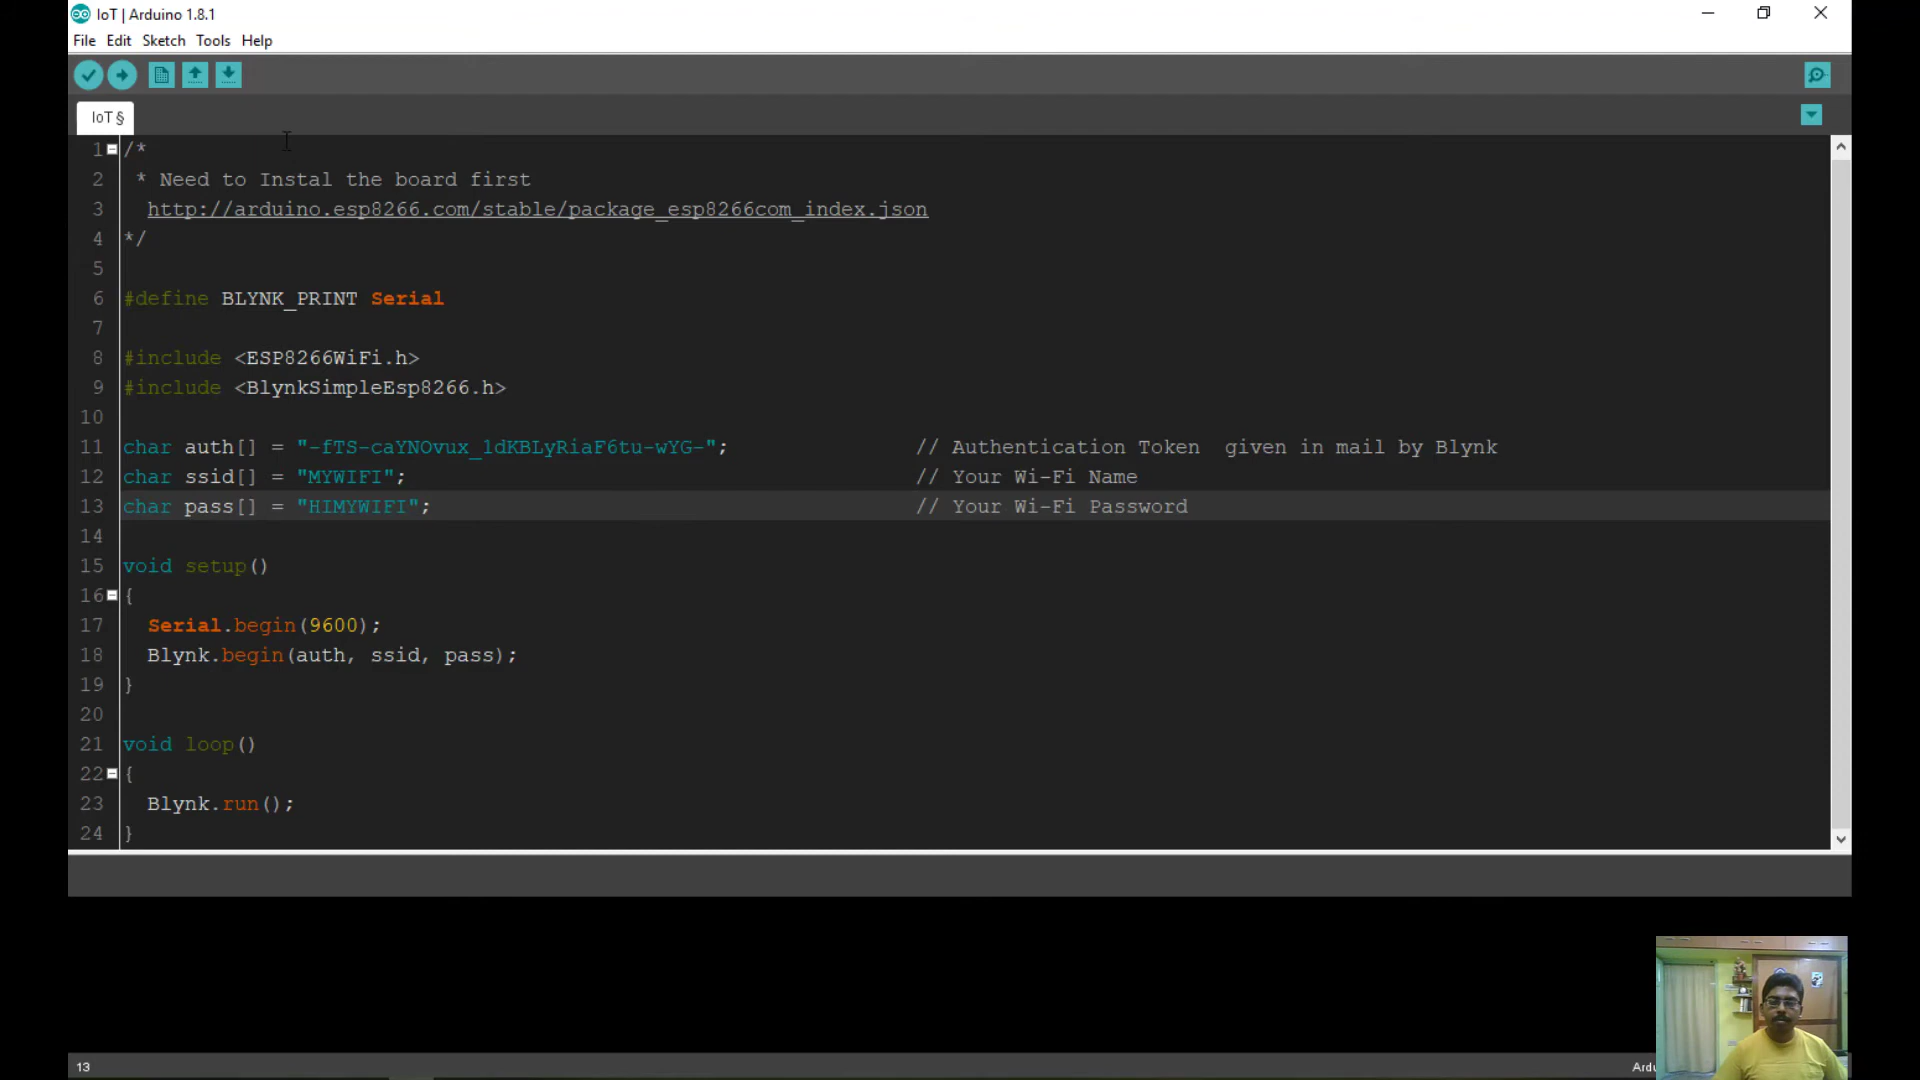 IoT | Arduino 1.8.1
File Edit Sketch Tools Help
IoT §
1 /*
2 * Need to Instal the board first
3 http://arduino.esp8266.com/stable/package_esp8266com_index.json
4 */
5
6 #define BLYNK_PRINT Serial
7
8 #include <ESP8266WiFi.h>
9 #include <BlynkSimpleEsp8266.h>
10
11 char auth[] = "-fTS-caYNOvux_1dKBLyRiaF6tu-wYG-"; // Authentication Token  given in mail by Blynk
12 char ssid[] = "MYWIFI"; // Your Wi-Fi Name
13 char pass[] = "HIMYWIFI"; // Your Wi-Fi Password
14
15 void setup()
16 {
17 Serial.begin(9600);
18 Blynk.begin(auth, ssid, pass);
19 }
20
21 void loop()
22 {
23 Blynk.run();
24 }
13